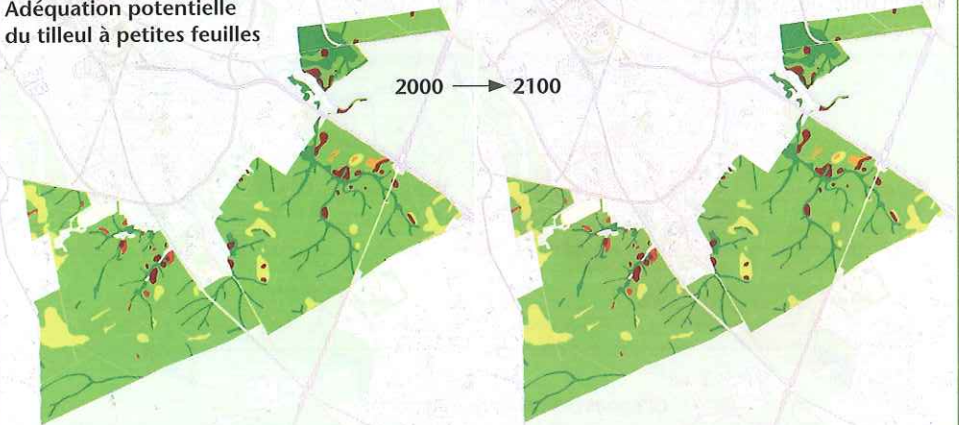 Adéquation potentielle
du tilleul à petites feuilles
2000 → 2100